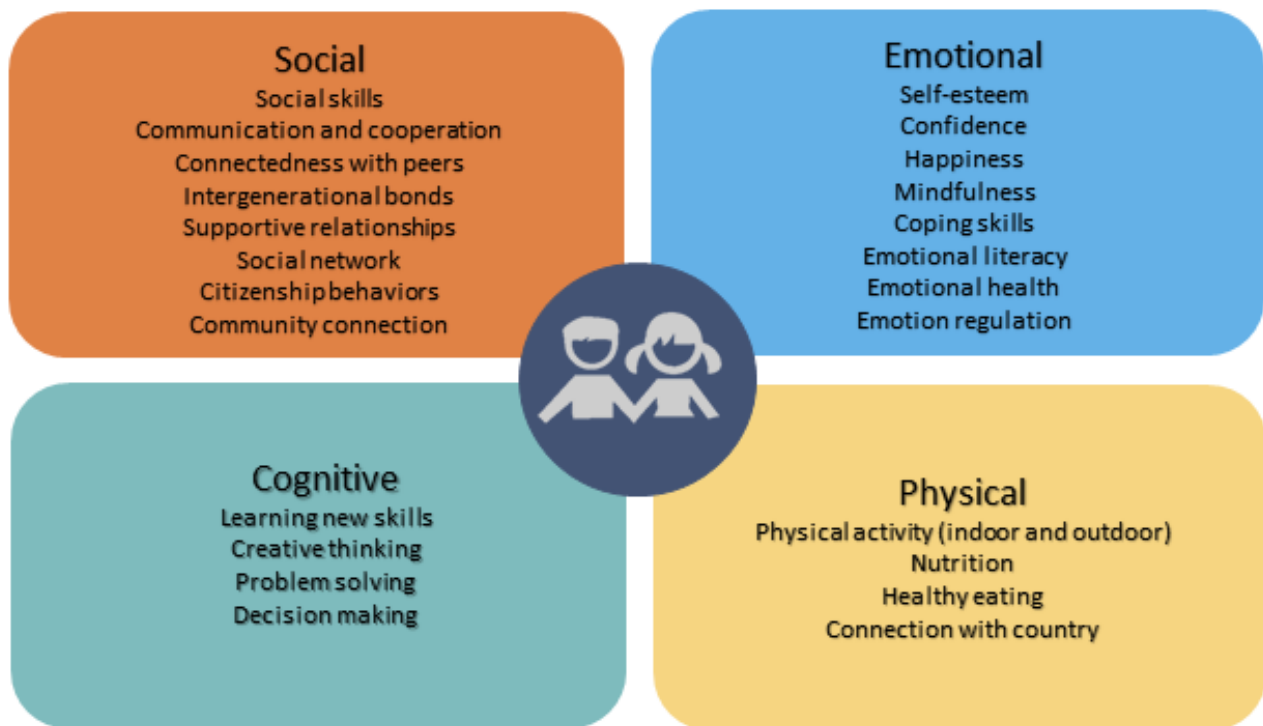 Social
Social skills
Communication and cooperation
Connectedness with peers
Intergenerational bonds
Supportive relationships
Social network
Citizenship behaviors
Community connection
Emotional
Self-esteem
Confidence
Happiness
Mindfulness
Coping skills
Emotional literacy
Emotional health
Emotion regulation
Cognitive
Learning new skills
Creative thinking
Problem solving
Decision making
Physical
Physical activity (indoor and outdoor)
Nutrition
Healthy eating
Connection with country